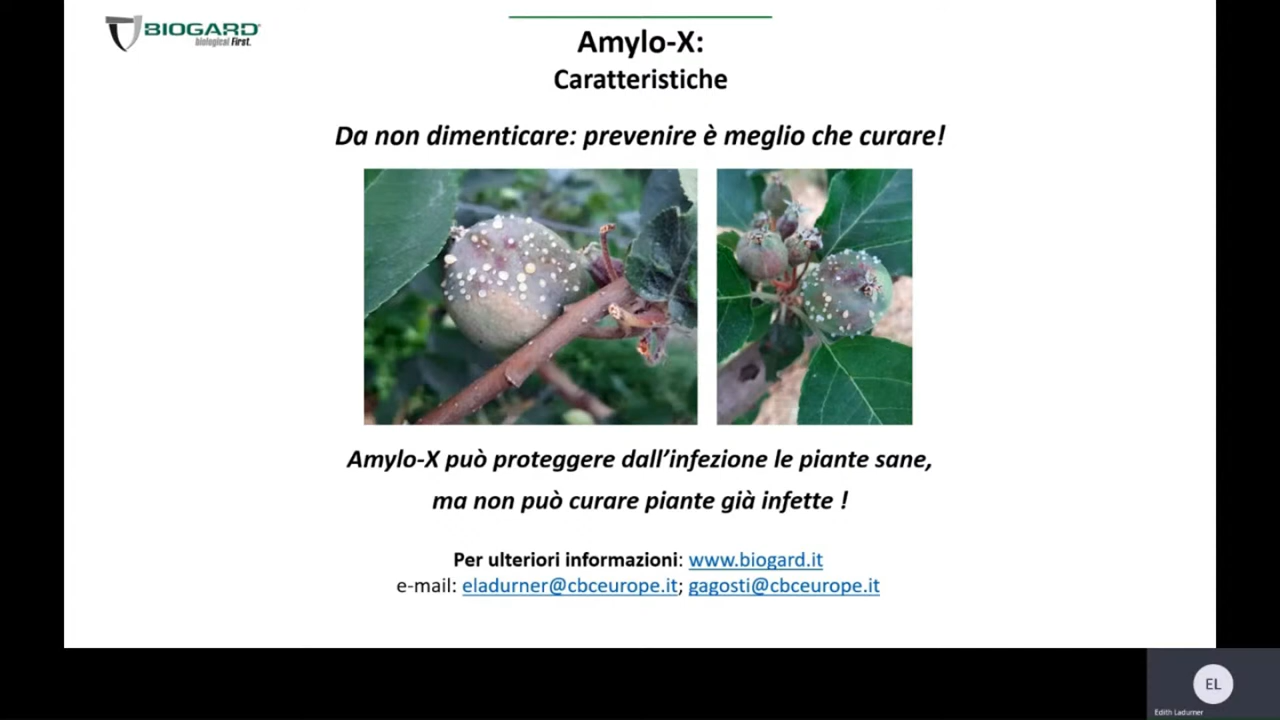 BIOGARD®
biological First.
Amylo-X:
Caratteristiche
Da non dimenticare: prevenire è meglio che curare!
Amylo-X può proteggere dall’infezione le piante sane,
ma non può curare piante già infette !
Per ulteriori informazioni: www.biogard.it
e-mail: eladurner@cbceurope.it; gagosti@cbceurope.it
EL
Edith Ladurner